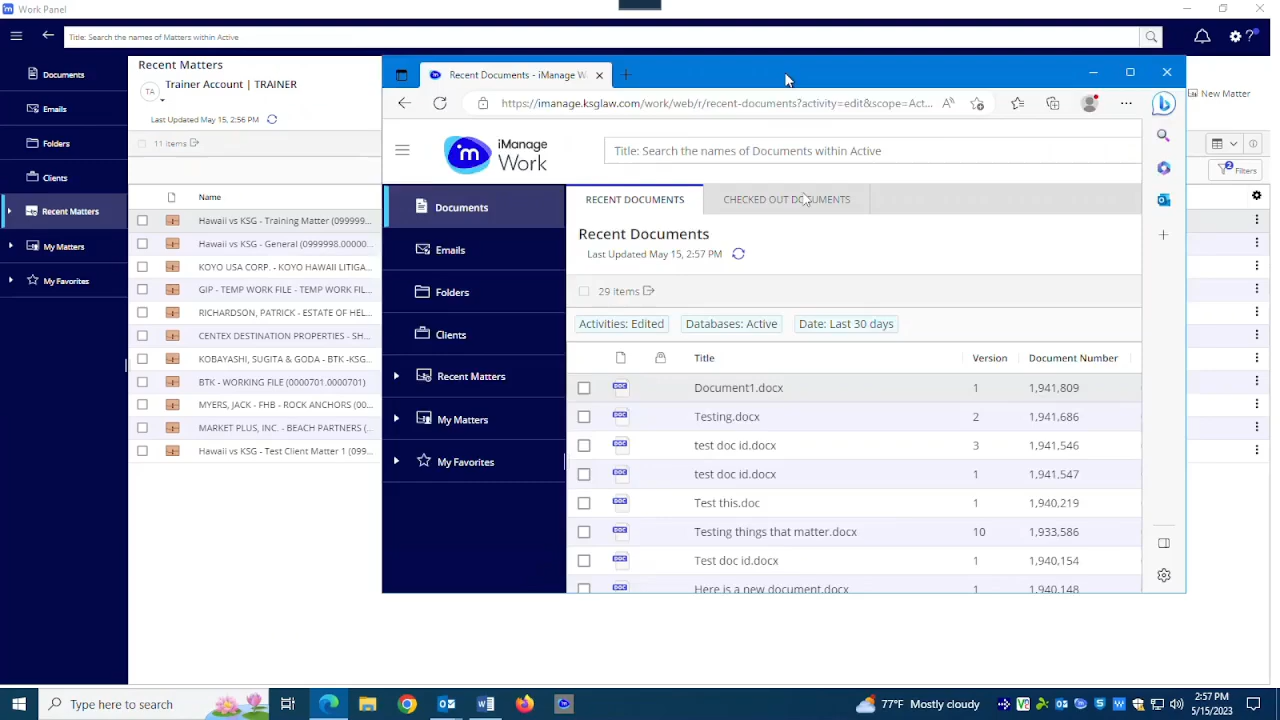 Work Panel
Title: Search the names of Matters within Active
Documents
Emails
Folders
Clients
Recent Matters
My Matters
My Favorites
Recent Matters
TA
Trainer Account | TRAINER
Last Updated May 15, 2:56 PM
11 items
Name
Hawaii vs KSG - Training Matter (099999...
Hawaii vs KSG - General (0999998.00000...
KOYO USA CORP. - KOYO HAWAII LITIGA...
GIP - TEMP WORK FILE - TEMP WORK FIL...
RICHARDSON, PATRICK - ESTATE OF HEL...
CENTEX DESTINATION PROPERTIES - SH...
KOBAYASHI, SUGITA & GODA - BTK -KSG...
BTK - WORKING FILE (0000701.0000701)
MYERS, JACK - FHB - ROCK ANCHORS (00...
MARKET PLUS, INC. - BEACH PARTNERS (...
Hawaii vs KSG - Test Client Matter 1 (099...
New Matter
2
Filters
Recent Documents - iManage W
https://imanage.ksglaw.com/work/web/r/recent-documents?activity=edit&scope=Act...
m
iManage
Work
Title: Search the names of Documents within Active
Documents
Emails
Folders
Clients
Recent Matters
My Matters
My Favorites
RECENT DOCUMENTS
CHECKED OUT DOCUMENTS
Recent Documents
Last Updated May 15, 2:57 PM
29 Items
Activities: Edited
Databases: Active
Date: Last 30 days
Title Version Document Number
DOC Document1.docx 1 1,941,809
DOC Testing.docx 2 1,941,686
DOC test doc id.docx 3 1,941,546
DOC test doc id.docx 1 1,941,547
DOC Test this.doc 1 1,940,219
DOC Testing things that matter.docx 10 1,933,586
DOC Test doc id.docx 1 1,940,154
DOC Here is a new document.docx 1 1,940,148
Type here to search
77°F Mostly cloudy
2:57 PM
5/15/2023